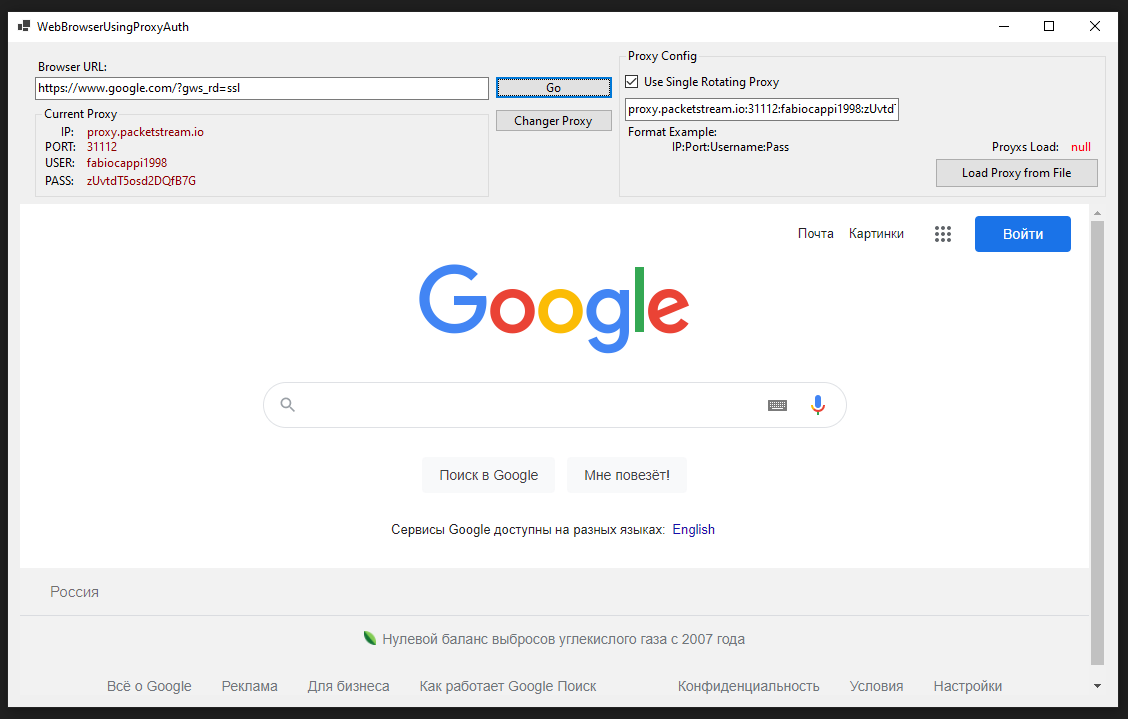 WebBrowserUsingProxyAuth
Browser URL:
https://www.google.com/?gws_rd=ssl
Go
Changer Proxy
Current Proxy
IP: proxy.packetstream.io
PORT: 31112
USER: fabiocappi1998
PASS: zUvtdT5osd2DQfB7G
Proxy Config
Use Single Rotating Proxy
proxy.packetstream.io:31112:fabiocappi1998:zUvtd
Format Example:
IP:Port:Username:Pass
Proyxs Load: null
Load Proxy from File
Почта Картинки Войти
Google
Поиск в Google Мне повезёт!
Сервисы Google доступны на разных языках: English
Россия
Нулевой баланс выбросов углекислого газа с 2007 года
Всё о Google Реклама Для бизнеса Как работает Google Поиск Конфиденциальность Условия Настройки